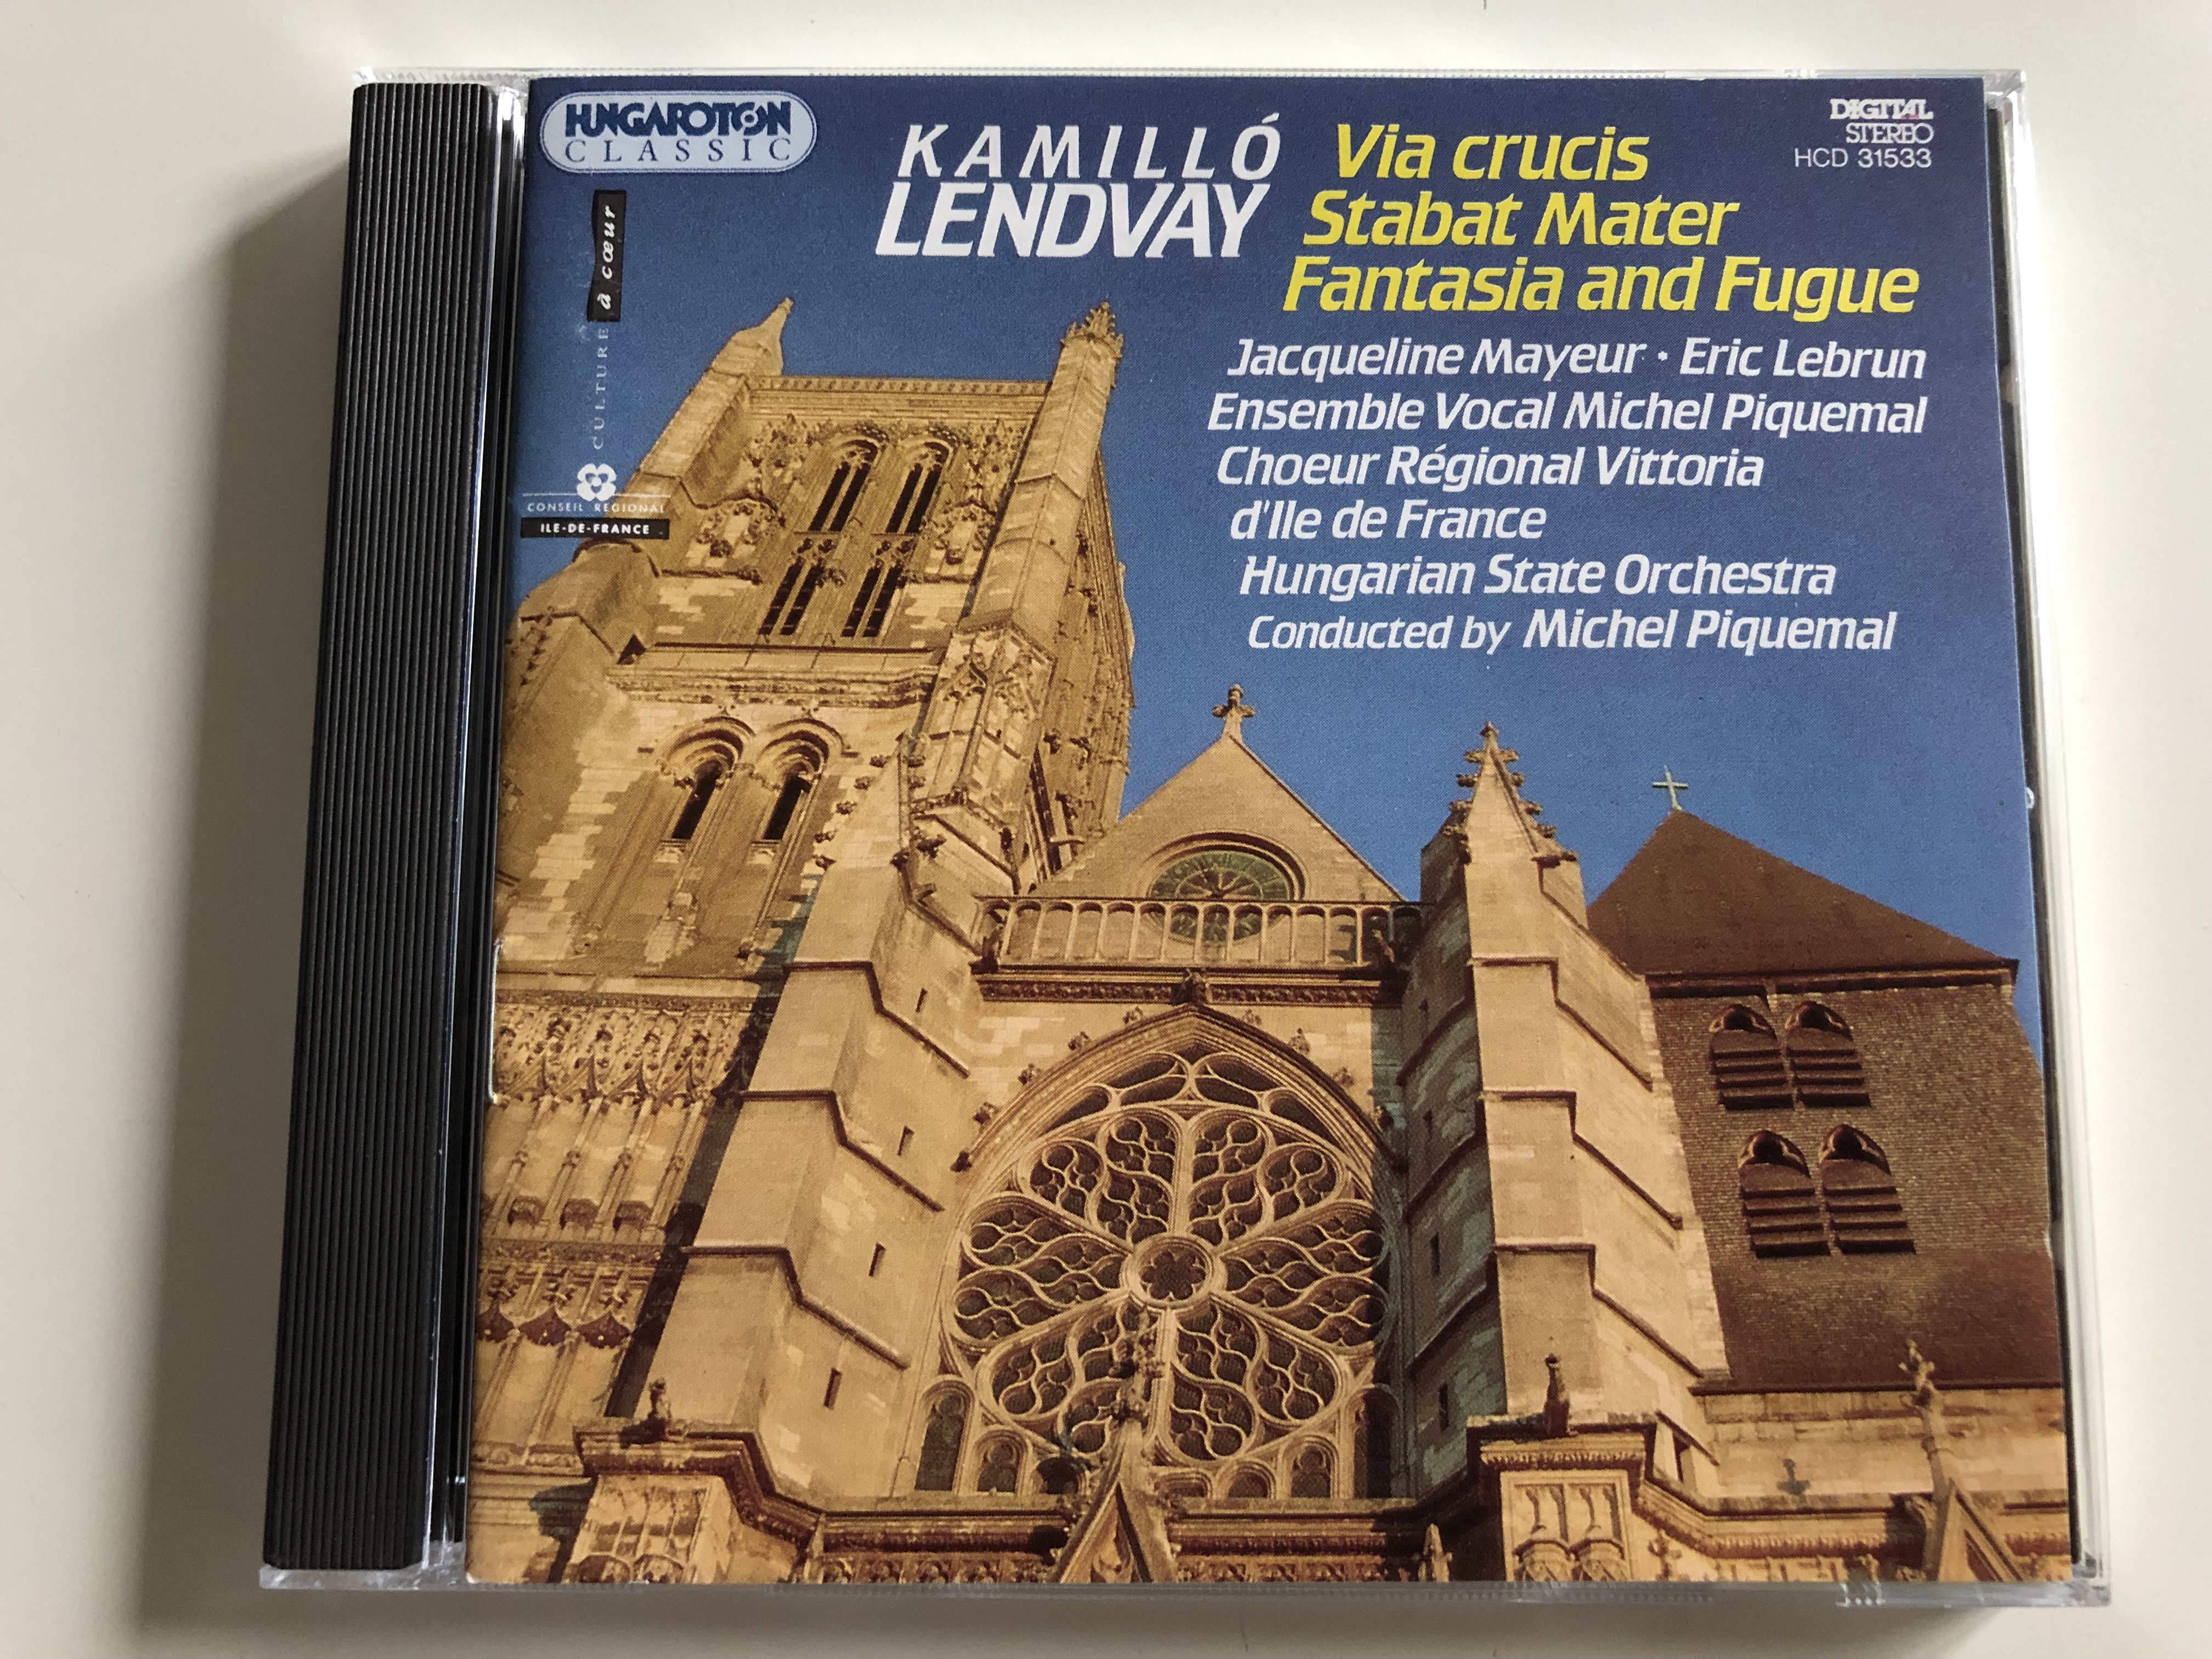 HUNGAROTON
CLASSIC
KAMILLÓ
LENDVAY
Via crucis
Stabat Mater
Fantasia and Fugue
DIGITAL
STEREO
HCD 31533
Jacqueline Mayeur · Eric Lebrun
Ensemble Vocal Michel Piquemal
Choeur Régional Vittoria
d'Ile de France
Hungarian State Orchestra
Conducted by Michel Piquemal
CULTURE à cœur
CONSEIL REGIONAL
ILE-DE-FRANCE